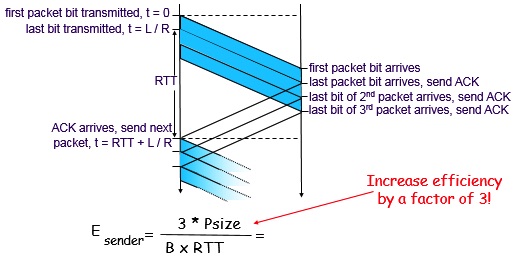 first packet bit transmitted, t = 0
last bit transmitted, t = L / R
RTT
first packet bit arrives
last packet bit arrives, send ACK
last bit of 2nd packet arrives, send ACK
last bit of 3rd packet arrives, send ACK
ACK arrives, send next
packet, t = RTT + L / R
Increase efficiency
by a factor of 3!
E sender = 3 * Psize =
B x RTT